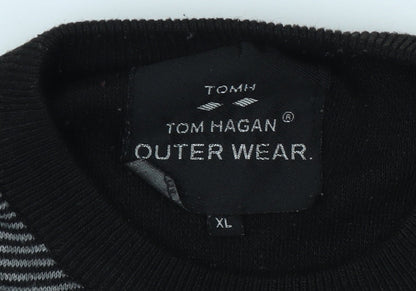 TOMH
TOM HAGAN®
OUTER WEAR.
XL